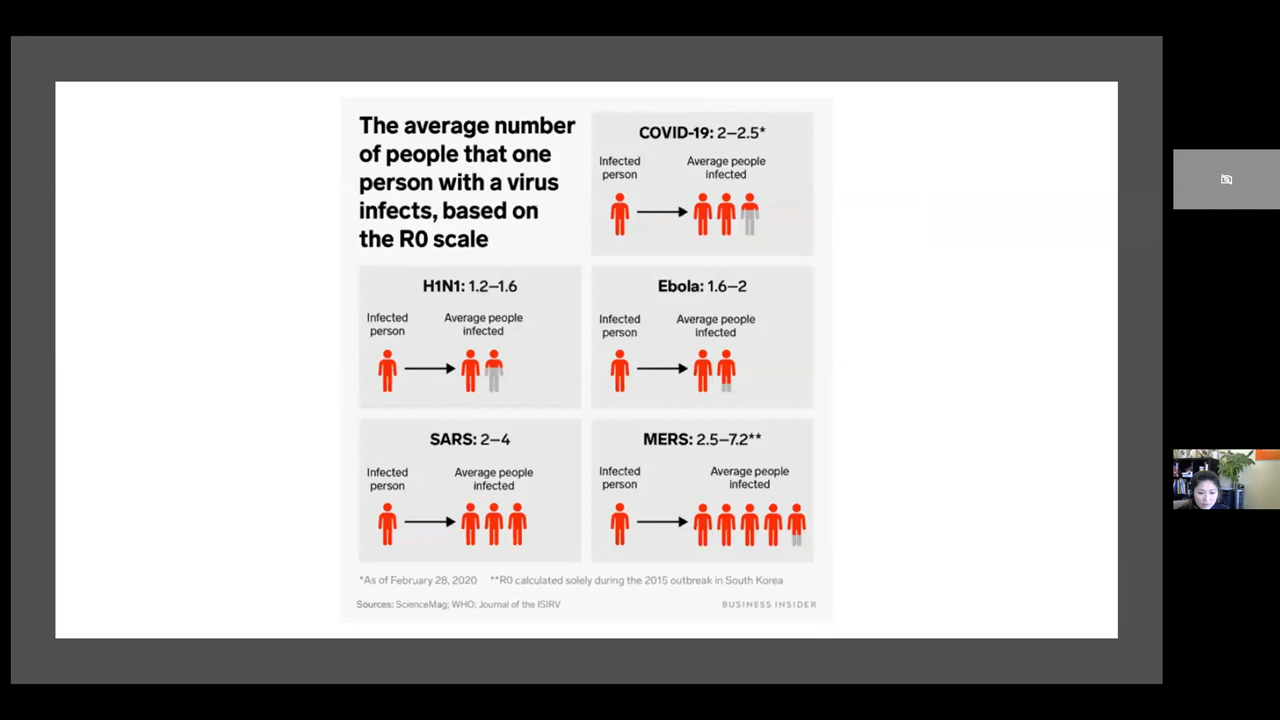 The average number
of people that one
person with a virus
infects, based on
the R0 scale
COVID-19: 2–2.5*
Infected
person
Average people
infected
H1N1: 1.2–1.6
Infected
person
Average people
infected
Ebola: 1.6–2
Infected
person
Average people
infected
SARS: 2–4
Infected
person
Average people
infected
MERS: 2.5–7.2**
Infected
person
Average people
infected
*As of February 28, 2020 **R0 calculated solely during the 2015 outbreak in South Korea
Sources: ScienceMag; WHO; Journal of the ISIRV
BUSINESS INSIDER